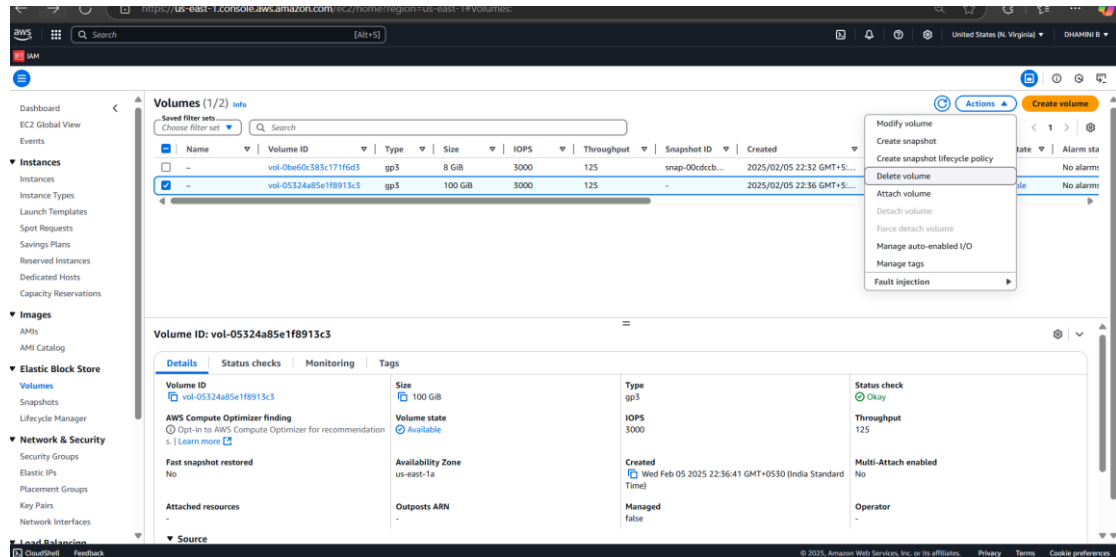 https://us-east-1.console.aws.amazon.com/ec2/home?region=us-east-1#Volumes:
aws Search [Alt+S] United States (N. Virginia) DHAMINI B
IAM
Dashboard
EC2 Global View
Events
Instances
Instances
Instance Types
Launch Templates
Spot Requests
Savings Plans
Reserved Instances
Dedicated Hosts
Capacity Reservations
Images
AMIs
AMI Catalog
Elastic Block Store
Volumes
Snapshots
Lifecycle Manager
Network & Security
Security Groups
Elastic IPs
Placement Groups
Key Pairs
Network Interfaces
Load Balancing
Volumes (1/2) Info Actions Create volume
Saved filter sets
Choose filter set Search 1
Name Volume ID Type Size IOPS Throughput Snapshot ID Created Alarm sta
- vol-0be60c383c171f6d3 gp3 8 GiB 3000 125 snap-00cdccb... 2025/02/05 22:32 GMT+5:... No alarms
- vol-05324a85e1f8913c3 gp3 100 GiB 3000 125 - 2025/02/05 22:36 GMT+5:... No alarms
Modify volume
Create snapshot
Create snapshot lifecycle policy
Delete volume
Attach volume
Detach volume
Force detach volume
Manage auto-enabled I/O
Manage tags
Fault injection
Volume ID: vol-05324a85e1f8913c3
Details Status checks Monitoring Tags
Volume ID Size Type Status check
vol-05324a85e1f8913c3 100 GiB gp3 Okay
AWS Compute Optimizer finding Volume state IOPS Throughput
Opt-in to AWS Compute Optimizer for recommendation Available 3000 125
s. | Learn more
Fast snapshot restored Availability Zone Created Multi-Attach enabled
No us-east-1a Wed Feb 05 2025 22:36:41 GMT+0530 (India Standard No
Time)
Attached resources Outposts ARN Managed Operator
- - false -
Source
CloudShell Feedback © 2025, Amazon Web Services, Inc. or its affiliates. Privacy Terms Cookie preferences